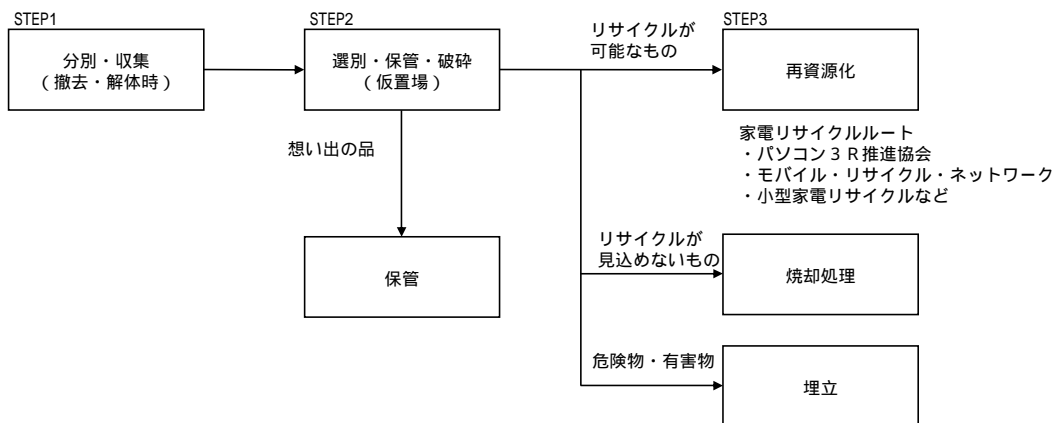 STEP1
分別・収集
(撤去・解体時)
STEP2
選別・保管・破砕
(仮置場)
リサイクルが
可能なもの
STEP3
再資源化
家電リサイクルルート
・パソコン3R推進協会
・モバイル・リサイクル・ネットワーク
・小型家電リサイクルなど
想い出の品
保管
リサイクルが
見込めないもの
焼却処理
危険物・有害物
埋立